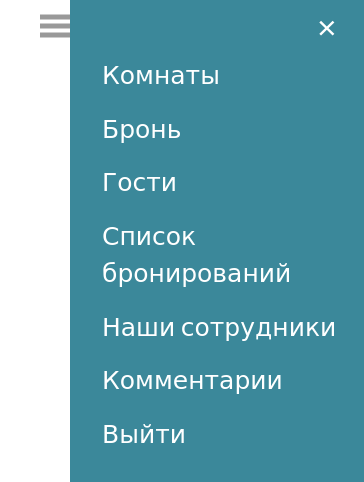 ×
Комнаты
Бронь
Гости
Список
бронирований
Наши сотрудники
Комментарии
Выйти